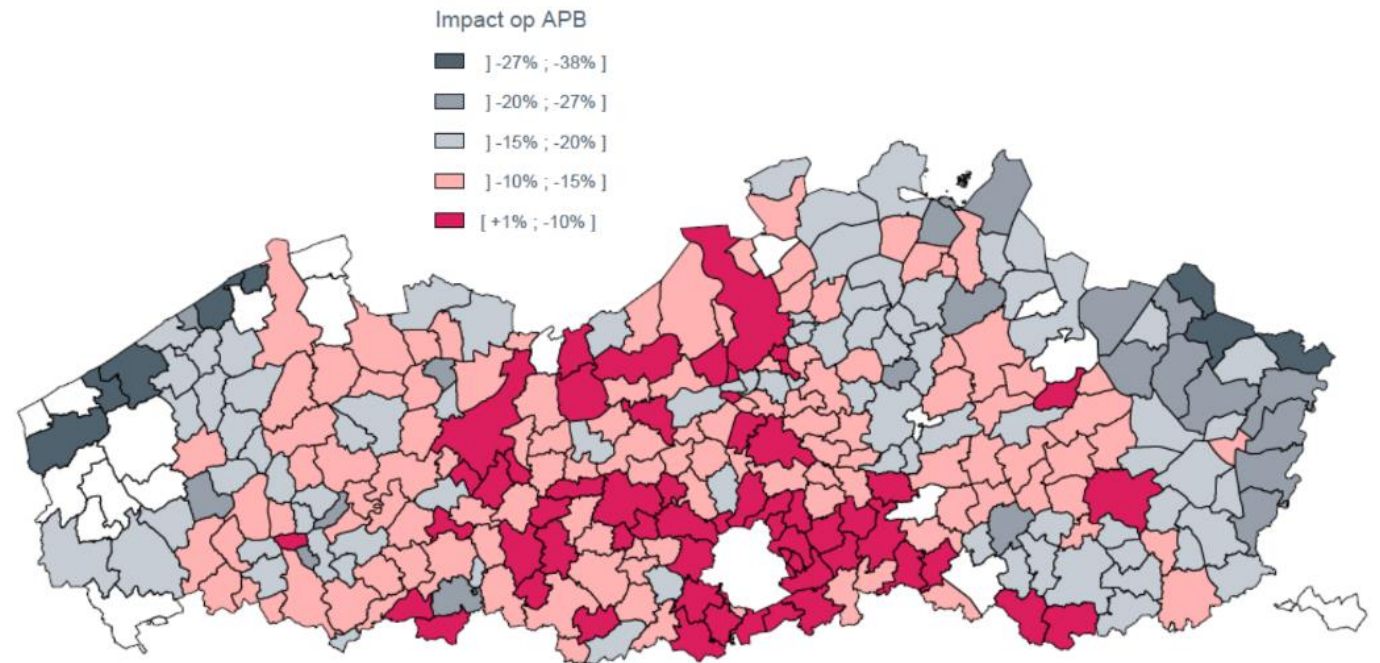 Impact op APB
] -27% ; -38% ]
] -20% ; -27% ]
] -15% ; -20% ]
] -10% ; -15% ]
[ +1% ; -10% ]